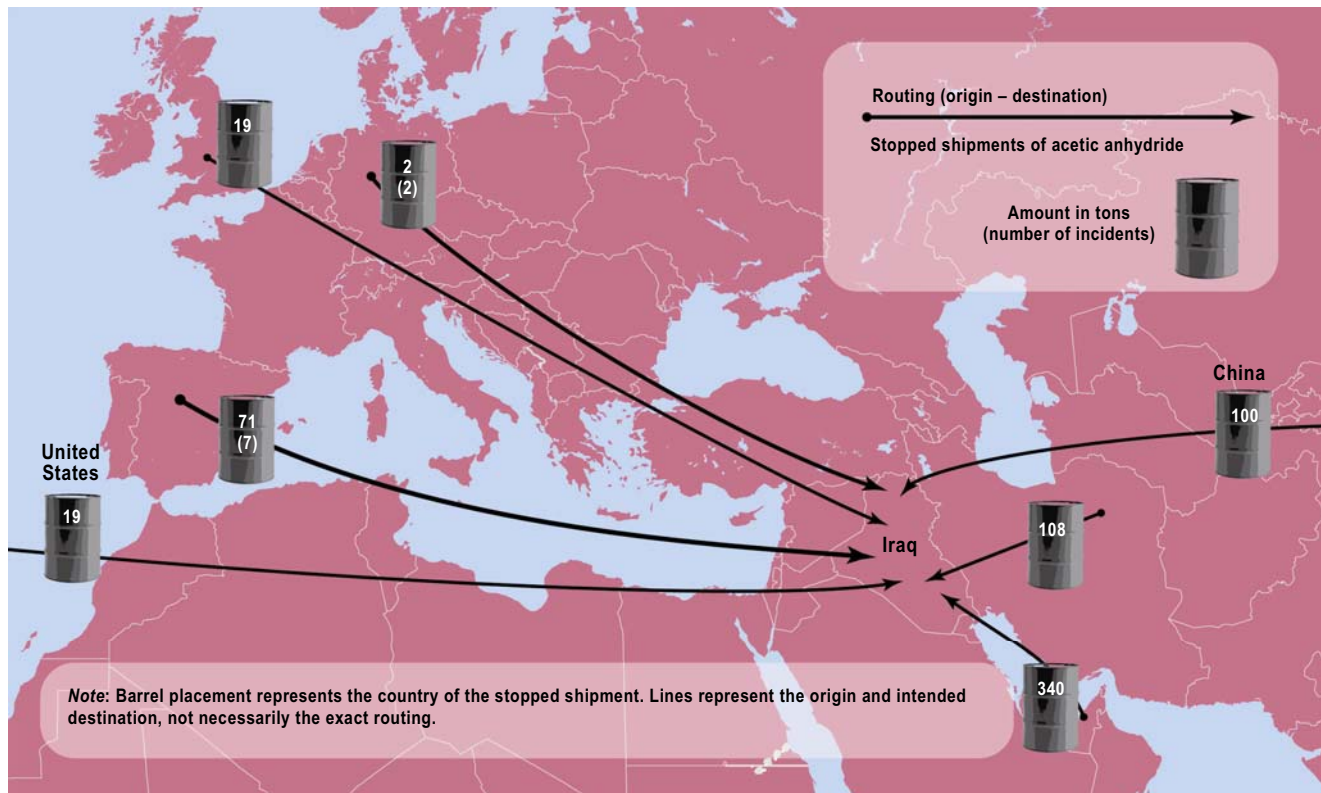 19
2
(2)
Routing (origin – destination)
Stopped shipments of acetic anhydride
Amount in tons
(number of incidents)
China
100
71
(7)
United
States
19
Iraq
108
340
Note: Barrel placement represents the country of the stopped shipment. Lines represent the origin and intended
destination, not necessarily the exact routing.